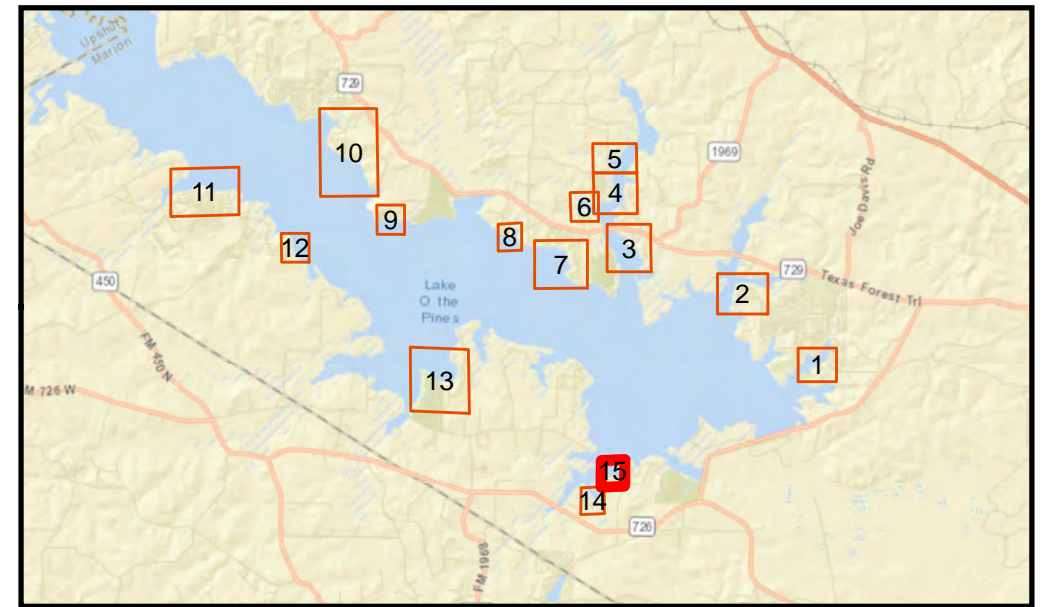 Upshur
Marion
729
10
5
1969
4
6
11
9
8
12
3
7
Joe Davis Rd
450
Lake
O the
Pines
2
729
Texas Forest Trl
FM 450 N
13
1
M 726 W
15
14
726
FM 1968